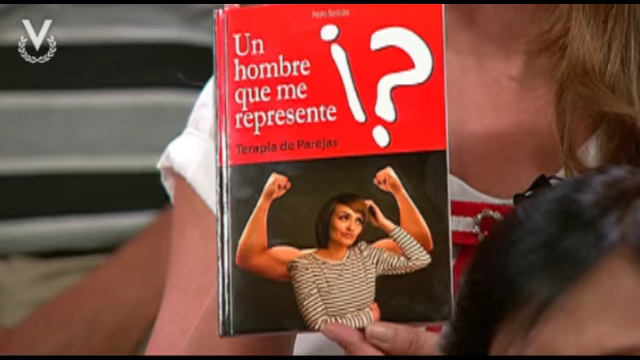 V
Un
hombre
que me
represente
¡?
Terapia de Parejas